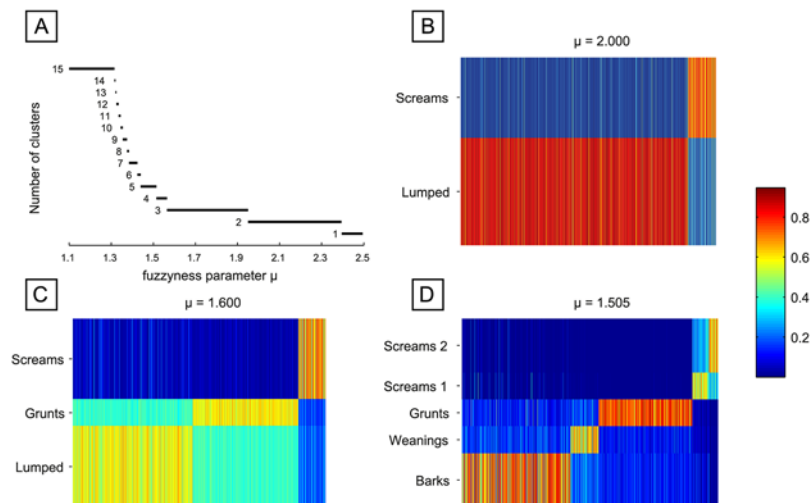 A
Number of clusters
15
14
13
12
11
10
9
8
7
6
5
4
3
2
1
1.1 1.3 1.5 1.7 1.9 2.1 2.3 2.5
fuzzyness parameter μ
B
μ = 2.000
Screams
Lumped
0.8
0.6
0.4
0.2
C
μ = 1.600
Screams
Grunts
Lumped
D
μ = 1.505
Screams 2
Screams 1
Grunts
Weanings
Barks